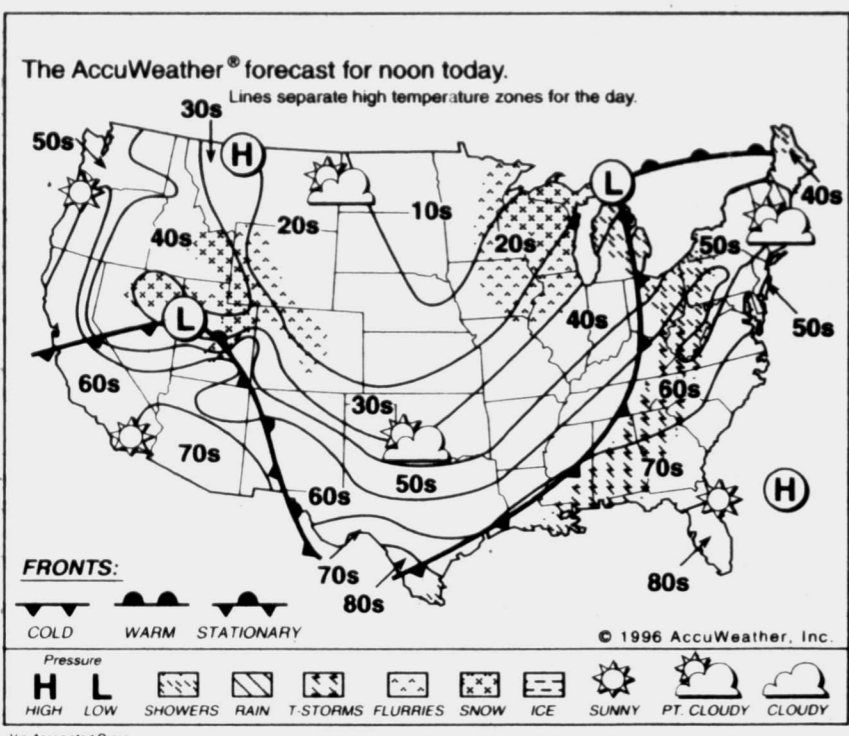 The AccuWeather® forecast for noon today.
Lines separate high temperature zones for the day.
30s
50s
H
L
40s
20s
10s
40s
20s
50s
L
40s
50s
60s
30s
60s
70s
70s
60s
50s
H
70s
80s
80s
FRONTS:
COLD WARM STATIONARY
© 1996 AccuWeather, Inc.
Pressure
H L
HIGH LOW SHOWERS RAIN T-STORMS FLURRIES SNOW ICE SUNNY PT. CLOUDY CLOUDY